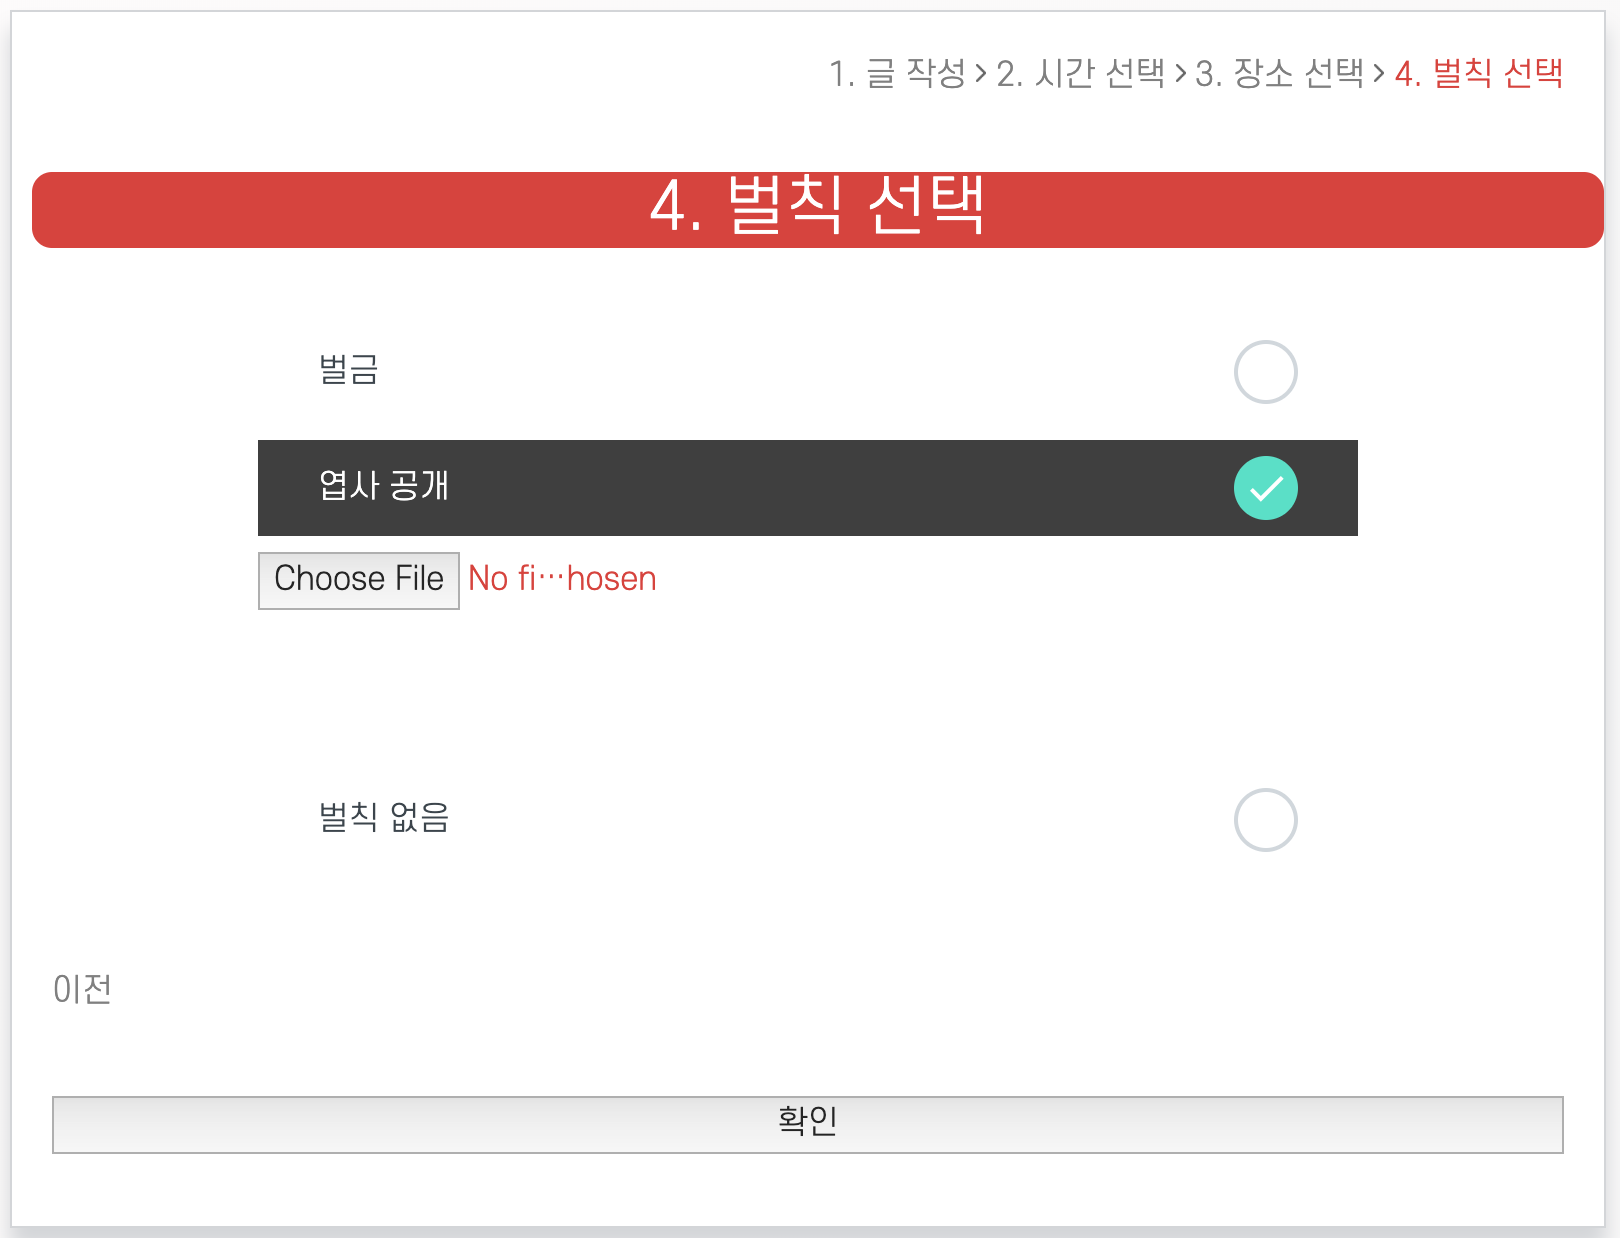 1. 글 작성 > 2. 시간 선택 > 3. 장소 선택 > 4. 벌칙 선택
4. 벌칙 선택
벌금
엽사 공개
Choose File No fi…hosen
벌칙 없음
이전
확인